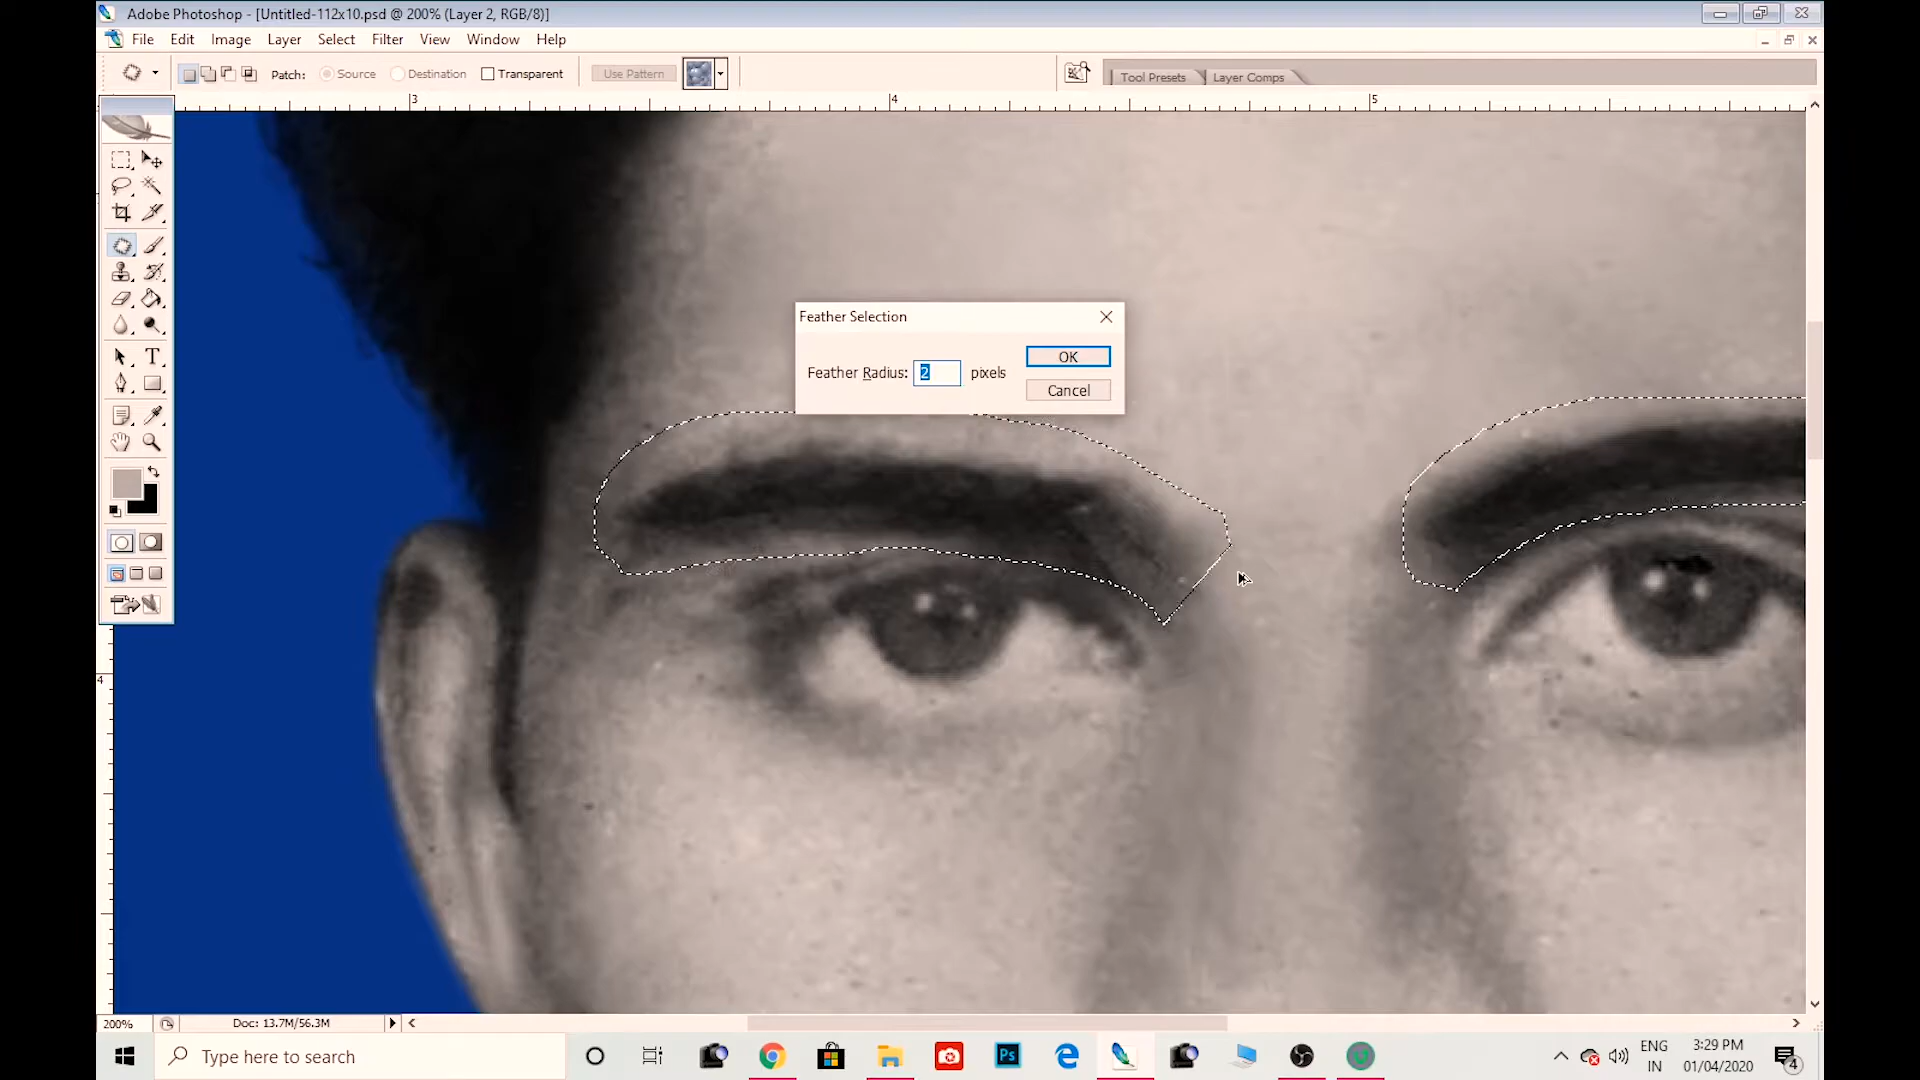 Adobe Photoshop - [Untitled-112x10.psd @ 200% (Layer 2, RGB/8)]
File Edit Image Layer Select Filter View Window Help
Patch: Source Destination Transparent Use Pattern Tool Presets Layer Comps
3 4 5
Feather Selection
Feather Radius: 2 pixels
OK
Cancel
4
200% Doc: 13.7M/56.3M
Type here to search
Ps
ENG
IN
3:29 PM
01/04/2020
4